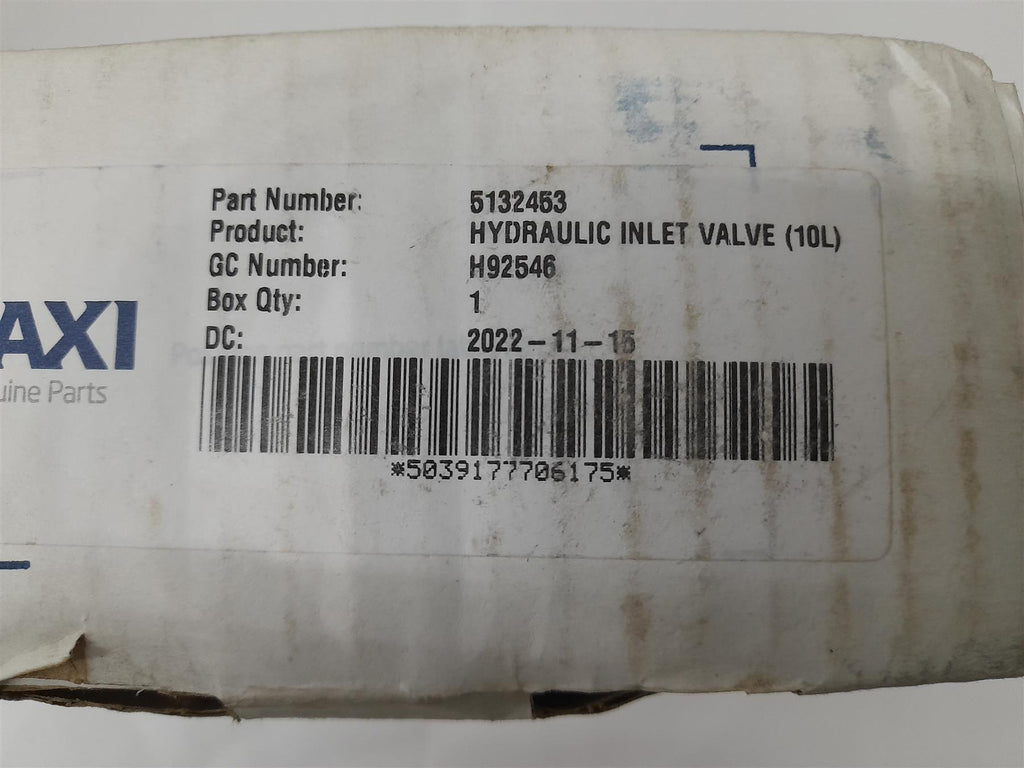 Part Number: 5132453
Product: HYDRAULIC INLET VALVE (10L)
GC Number: H92546
Box Qty: 1
DC: 2022-11-15
*5039177706175*
AXI
uine Parts